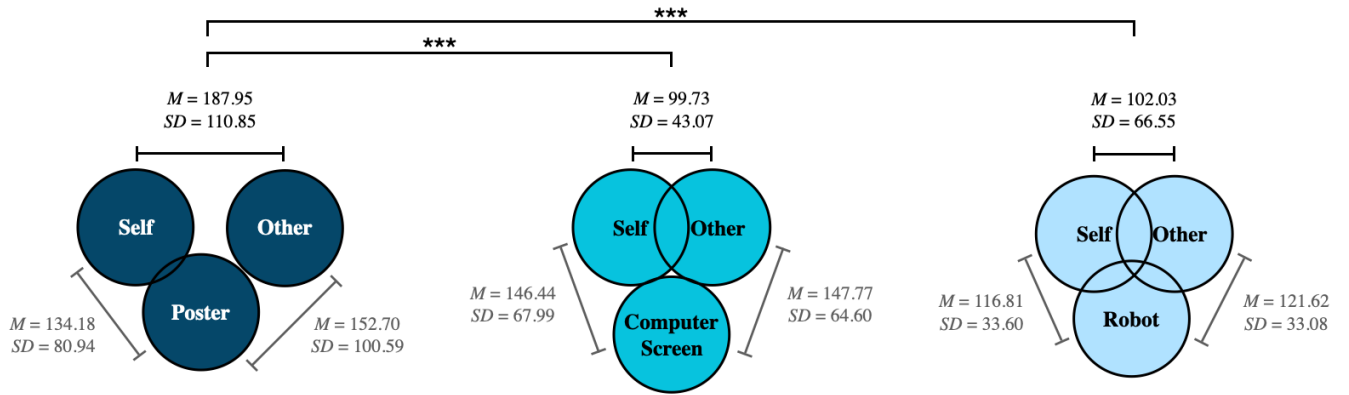 ***
***
M = 187.95
SD = 110.85
M = 99.73
SD = 43.07
M = 102.03
SD = 66.55
Self
Other
Poster
M = 134.18
SD = 80.94
M = 152.70
SD = 100.59
Self
Other
Computer
Screen
M = 146.44
SD = 67.99
M = 147.77
SD = 64.60
Self
Other
Robot
M = 116.81
SD = 33.60
M = 121.62
SD = 33.08